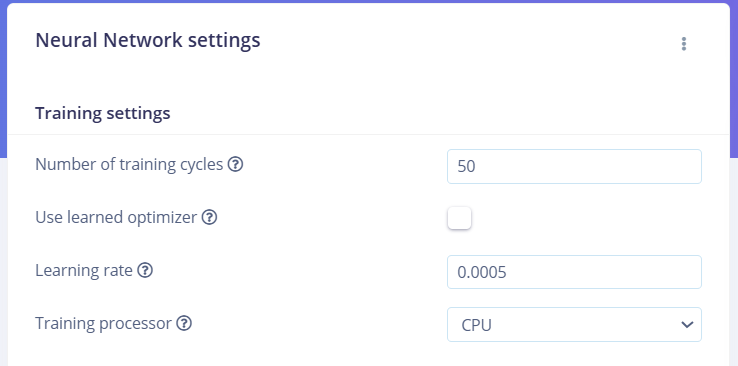 Neural Network settings
Training settings
Number of training cycles ?
50
Use learned optimizer ?
Learning rate ?
0.0005
Training processor ?
CPU